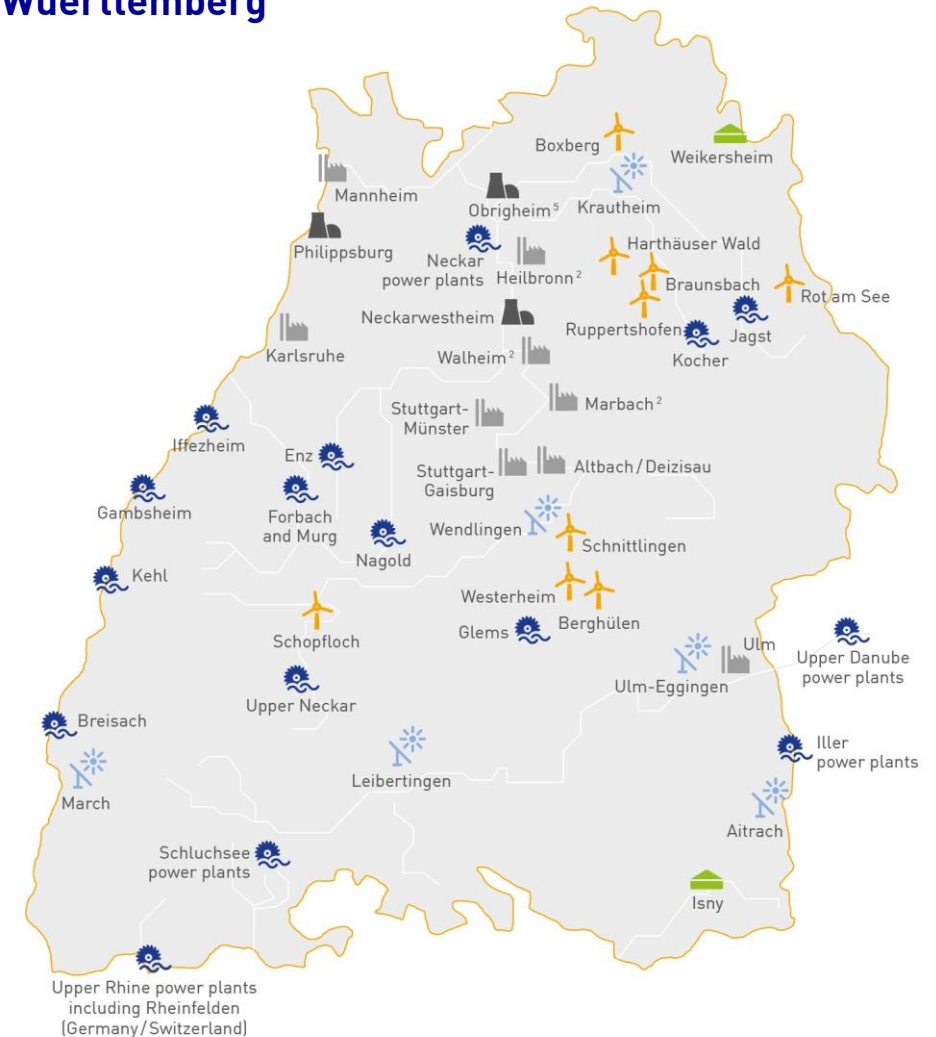 Wuerttemberg
Boxberg
Weikersheim
Mannheim
Obrigheim⁵
Krautheim
Philippsburg
Neckar
power plants
Heilbronn²
Harthäuser Wald
Braunsbach
Rot am See
Neckarwestheim
Ruppertshofen
Jagst
Karlsruhe
Walheim²
Kocher
Stuttgart-
Münster
Marbach²
Iffezheim
Enz
Stuttgart-
Gaisburg
Altbach/Deizisau
Gambsheim
Forbach
and Murg
Wendlingen
Nagold
Schnittlingen
Kehl
Westerheim
Schopfloch
Glems
Berghülen
Ulm
Upper Danube
power plants
Ulm-Eggingen
Upper Neckar
Breisach
Iller
power plants
Leibertingen
March
Aitrach
Schluchsee
power plants
Isny
Upper Rhine power plants
including Rheinfelden
(Germany/Switzerland)